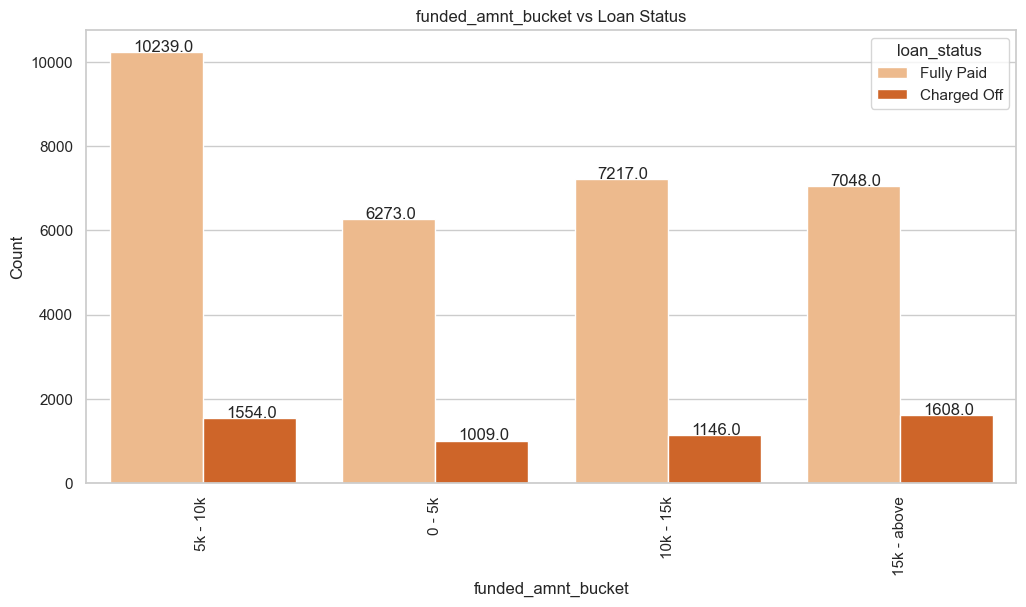 funded_amnt_bucket vs Loan Status
loan_status
Fully Paid
Charged Off
Count
10000
8000
6000
4000
2000
0
10239.0
1554.0
6273.0
1009.0
7217.0
1146.0
7048.0
1608.0
5k - 10k
0 - 5k
10k - 15k
15k - above
funded_amnt_bucket